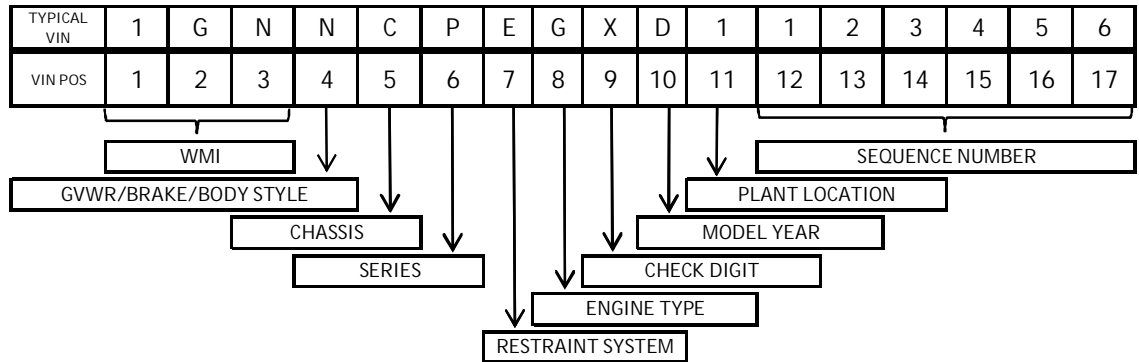 TYPICAL VIN 1 G N N C P E G X D 1 1 2 3 4 5 6
VIN POS 1 2 3 4 5 6 7 8 9 10 11 12 13 14 15 16 17
WMI SEQUENCE NUMBER
GVWR/BRAKE/BODY STYLE PLANT LOCATION
CHASSIS MODEL YEAR
SERIES CHECK DIGIT
ENGINE TYPE
RESTRAINT SYSTEM